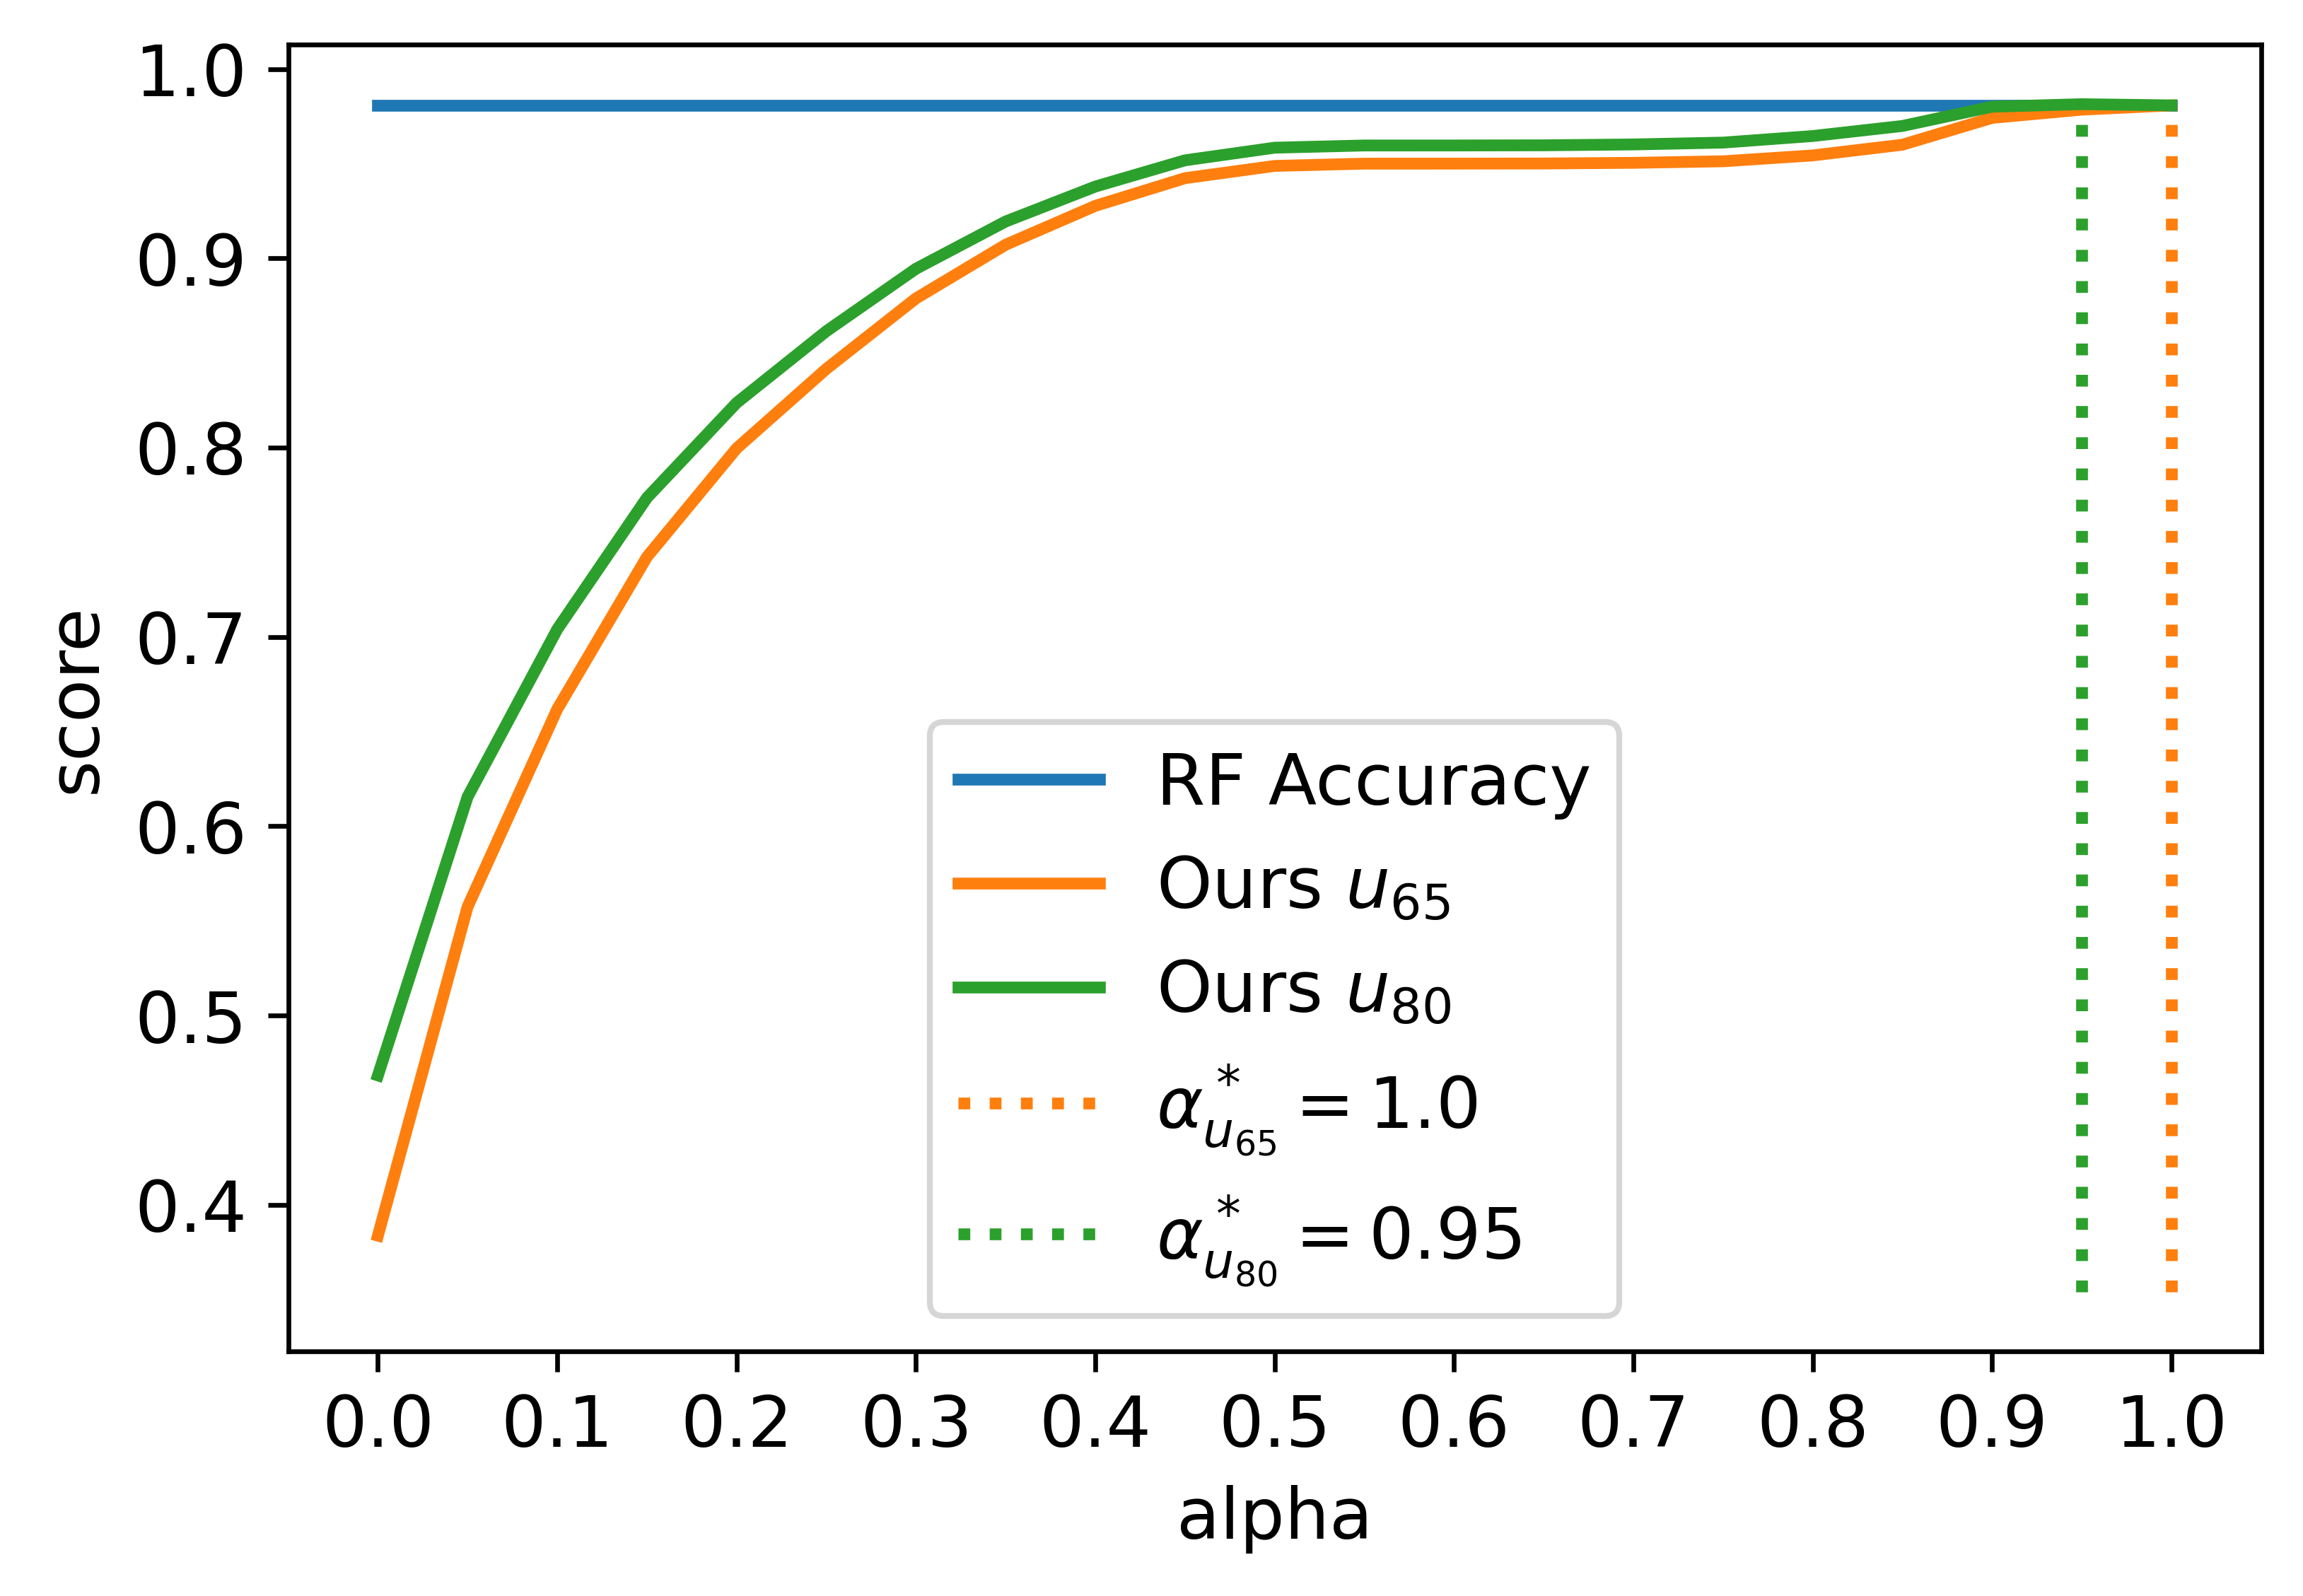 1.0
0.9
0.8
0.7
0.6
0.5
0.4
score
RF Accuracy
Ours u₆₅
Ours u₈₀
α*ᵤ₆₅ = 1.0
α*ᵤ₈₀ = 0.95
0.0 0.1 0.2 0.3 0.4 0.5 0.6 0.7 0.8 0.9 1.0
alpha